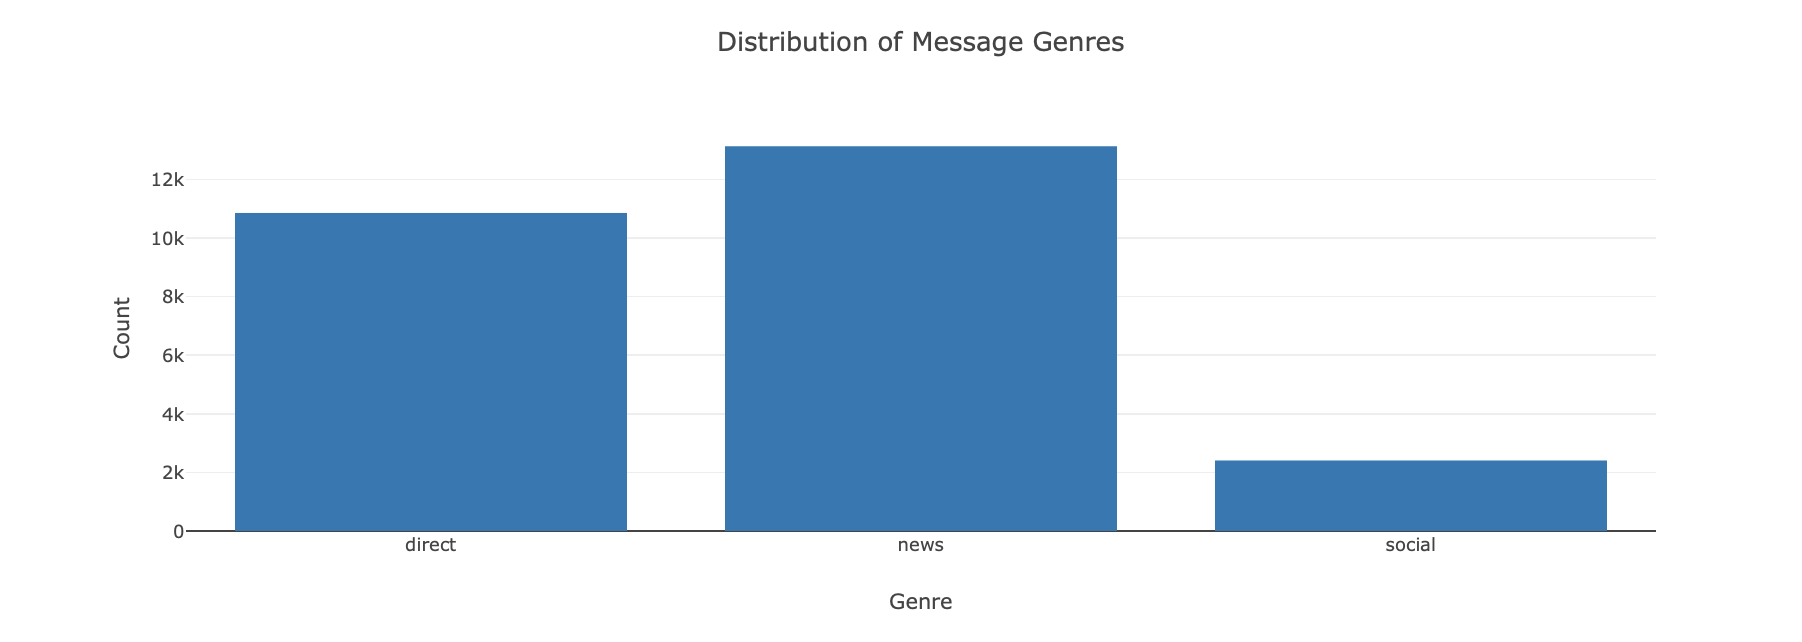 Distribution of Message Genres
12k
10k
8k
6k
4k
2k
0
Count
direct news social
Genre